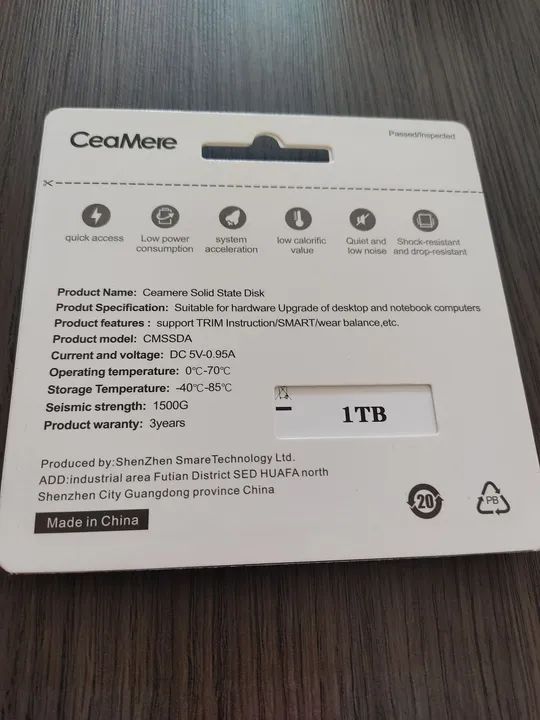 CeaMere
Passed/Inspected
quick access
Low power
consumption
system
acceleration
low calorific
value
Quiet and
low noise
Shock-resistant
and drop-resistant
Product Name: Ceamere Solid State Disk
Produt Specification: Suitable for hardware Upgrade of desktop and notebook computers
Product features : support TRIM Instruction/SMART/wear balance,etc.
Product model: CMSSDA
Current and voltage: DC 5V-0.95A
Operating temperature: 0℃-70℃
Storage Temperature: -40℃-85℃
Seismic strength: 1500G
Product waranty: 3years
1TB
Produced by:ShenZhen SmareTechnology Ltd.
ADD:industrial area Futian District SED HUAFA north
Shenzhen City Guangdong province China
Made in China
20
PB